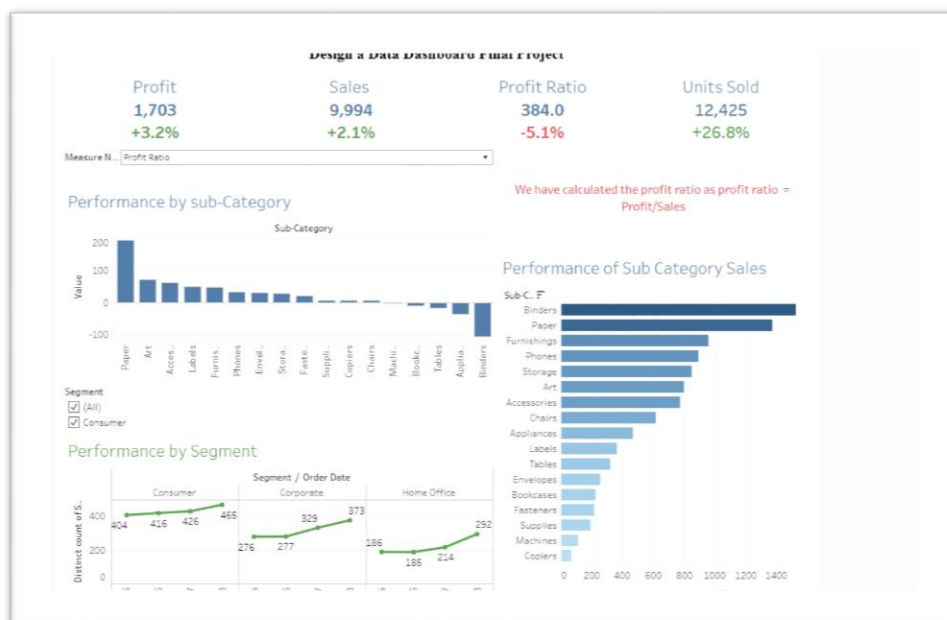 Design a Data Dashboard Final Project
Profit
1,703
+3.2%
Sales
9,994
+2.1%
Profit Ratio
384.0
-5.1%
Units Sold
12,425
+26.8%
Measure N.. Profit Ratio
We have calculated the profit ratio as profit ratio =
Profit/Sales
Performance by sub-Category
Sub-Category
Value
200
100
0
-100
Paper
Art
Acces..
Labels
Furnis..
Phones
Envel..
Stora..
Faste..
Suppli..
Copiers
Chairs
Machi..
Bookc..
Tables
Applia..
Binders
Segment
(All)
Consumer
Performance by Segment
Segment / Order Date
Consumer
Corporate
Home Office
Distinct count of S..
400
200
0
404
416
426
465
276
277
329
373
186
185
214
292
Performance of Sub Category Sales
Sub-C..
Binders
Paper
Furnishings
Phones
Storage
Art
Accessories
Chairs
Appliances
Labels
Tables
Envelopes
Bookcases
Fasteners
Supplies
Machines
Copiers
0 200 400 600 800 1000 1200 1400